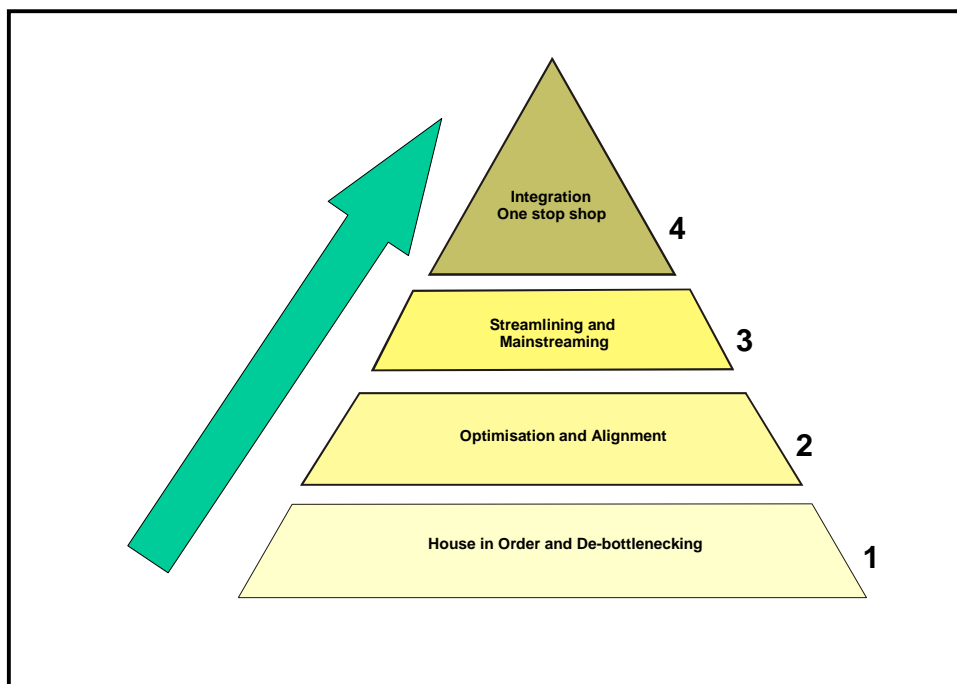 Integration
One stop shop
4
Streamlining and
Mainstreaming
3
Optimisation and Alignment
2
House in Order and De-bottlenecking
1